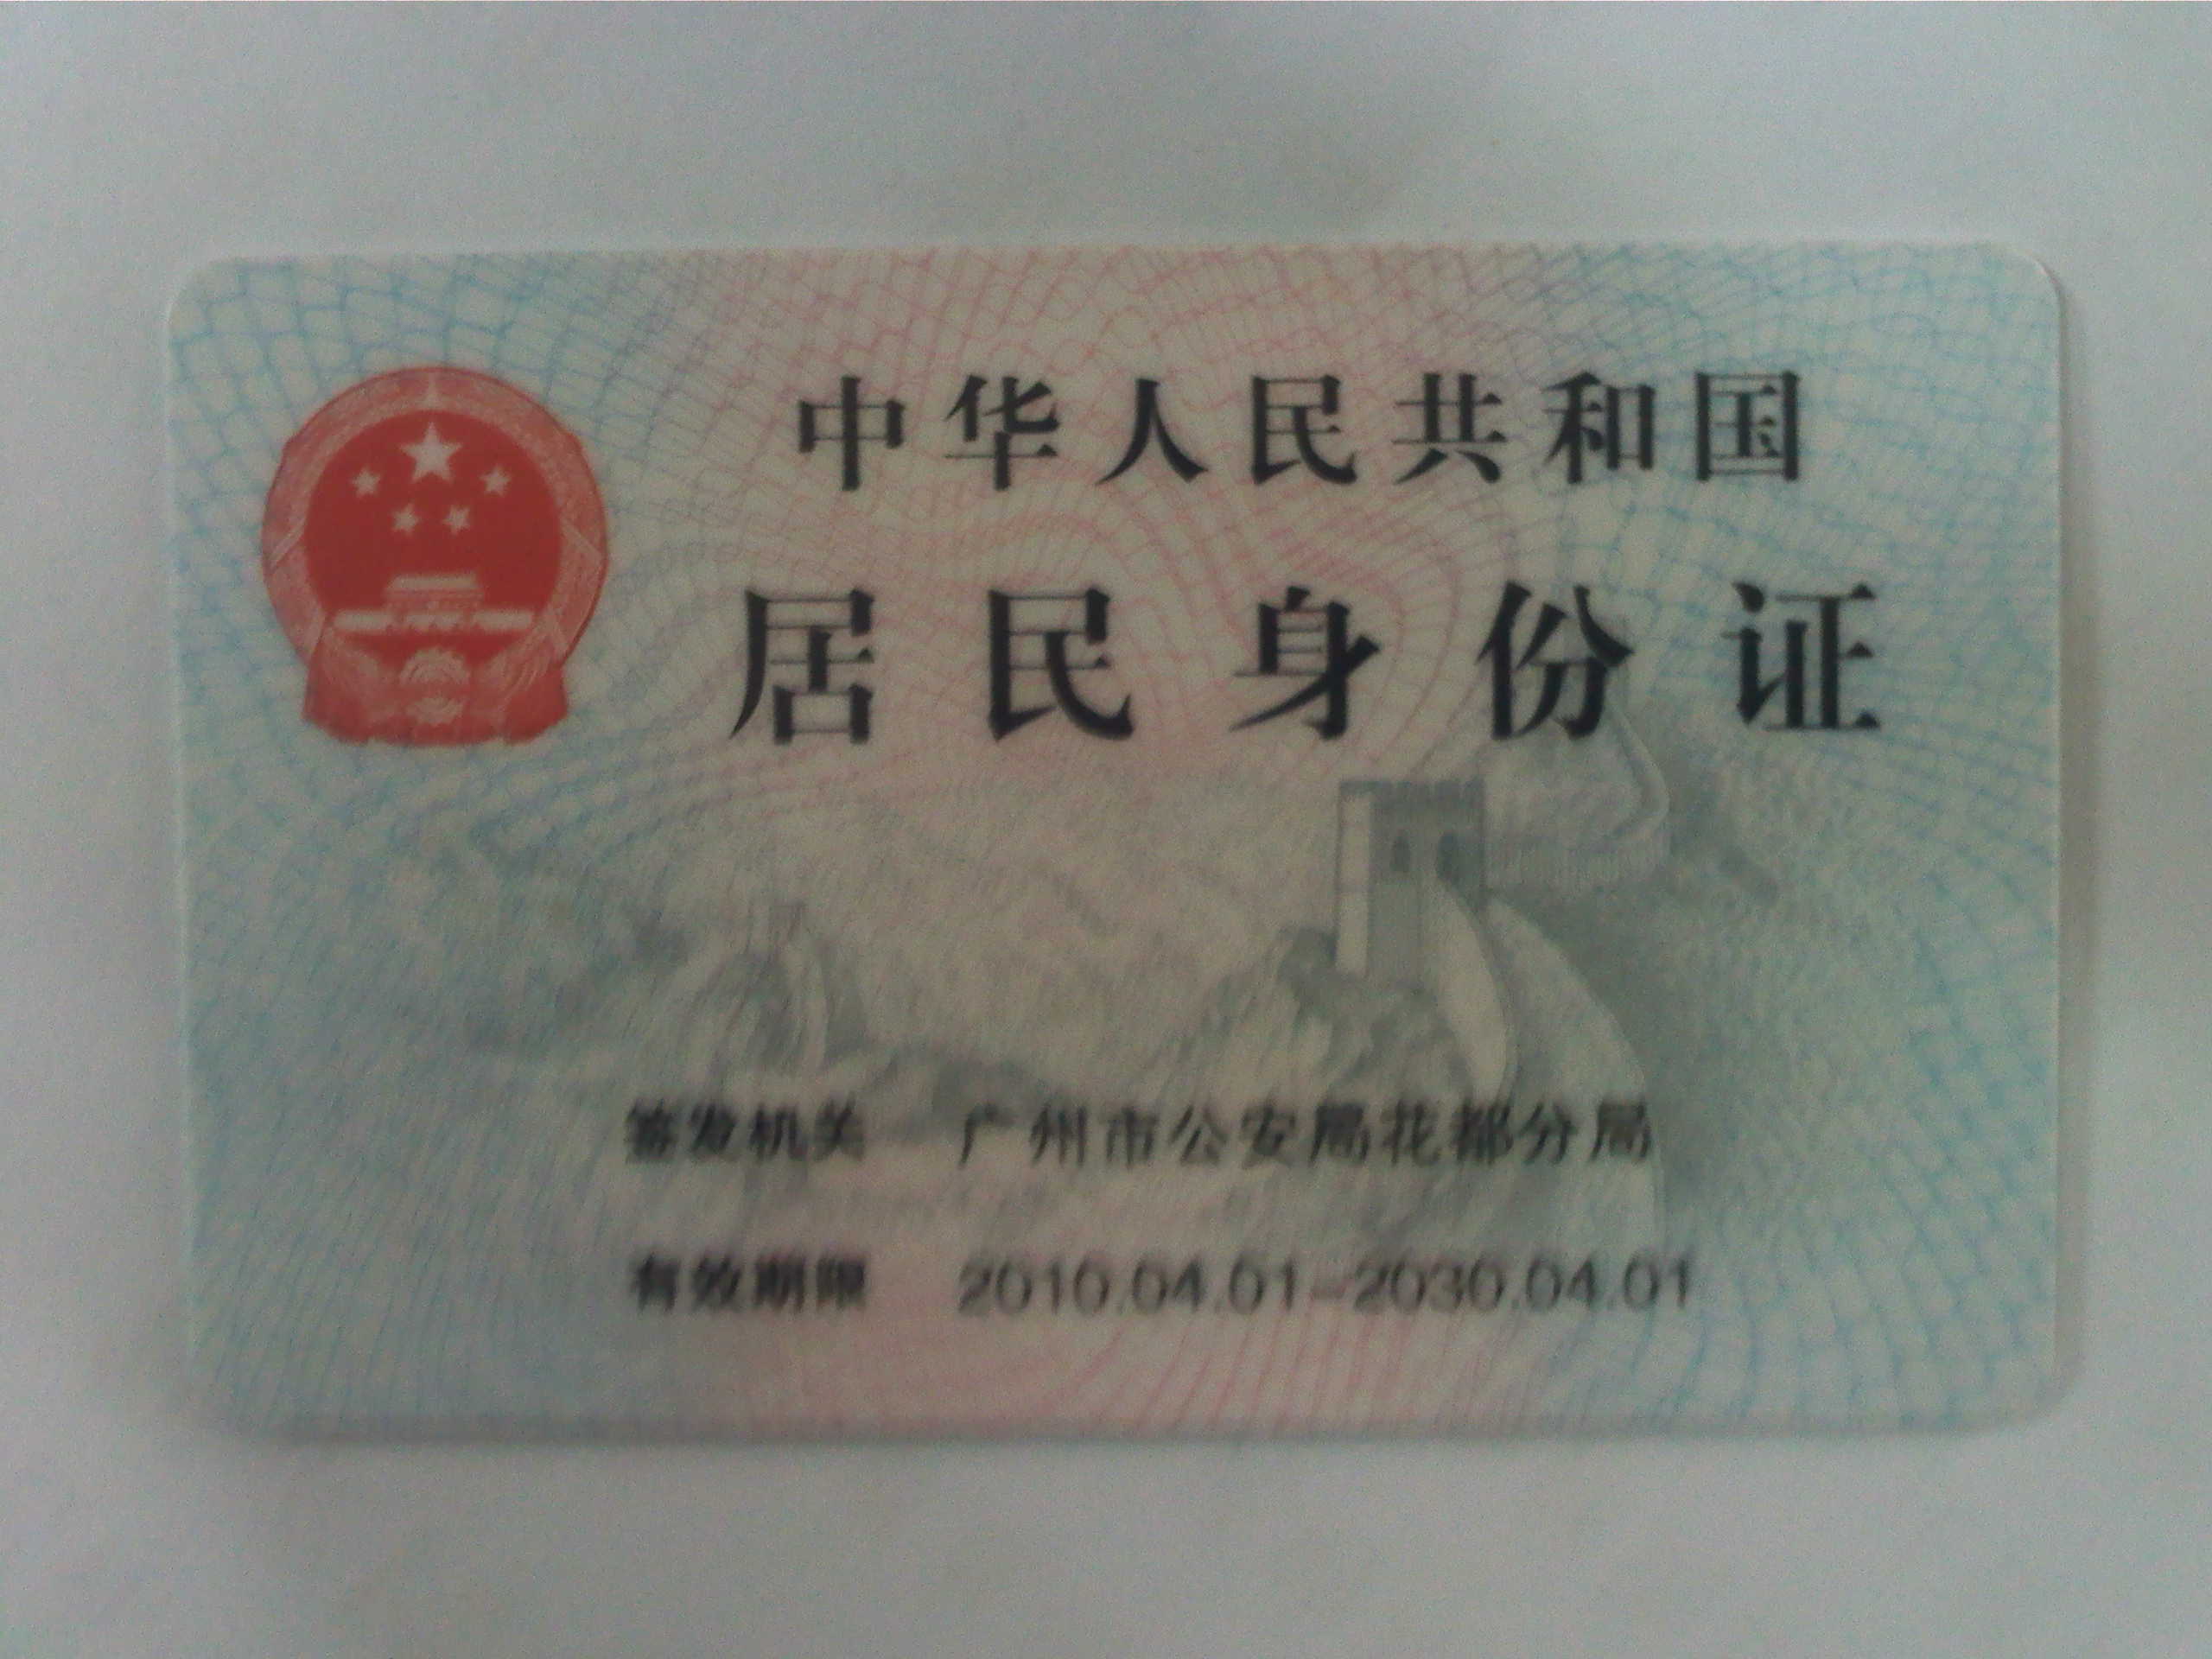 中华人民共和国
居民身份证
签发机关 广州市公安局花都分局
有效期限 2010.04.01-2030.04.01